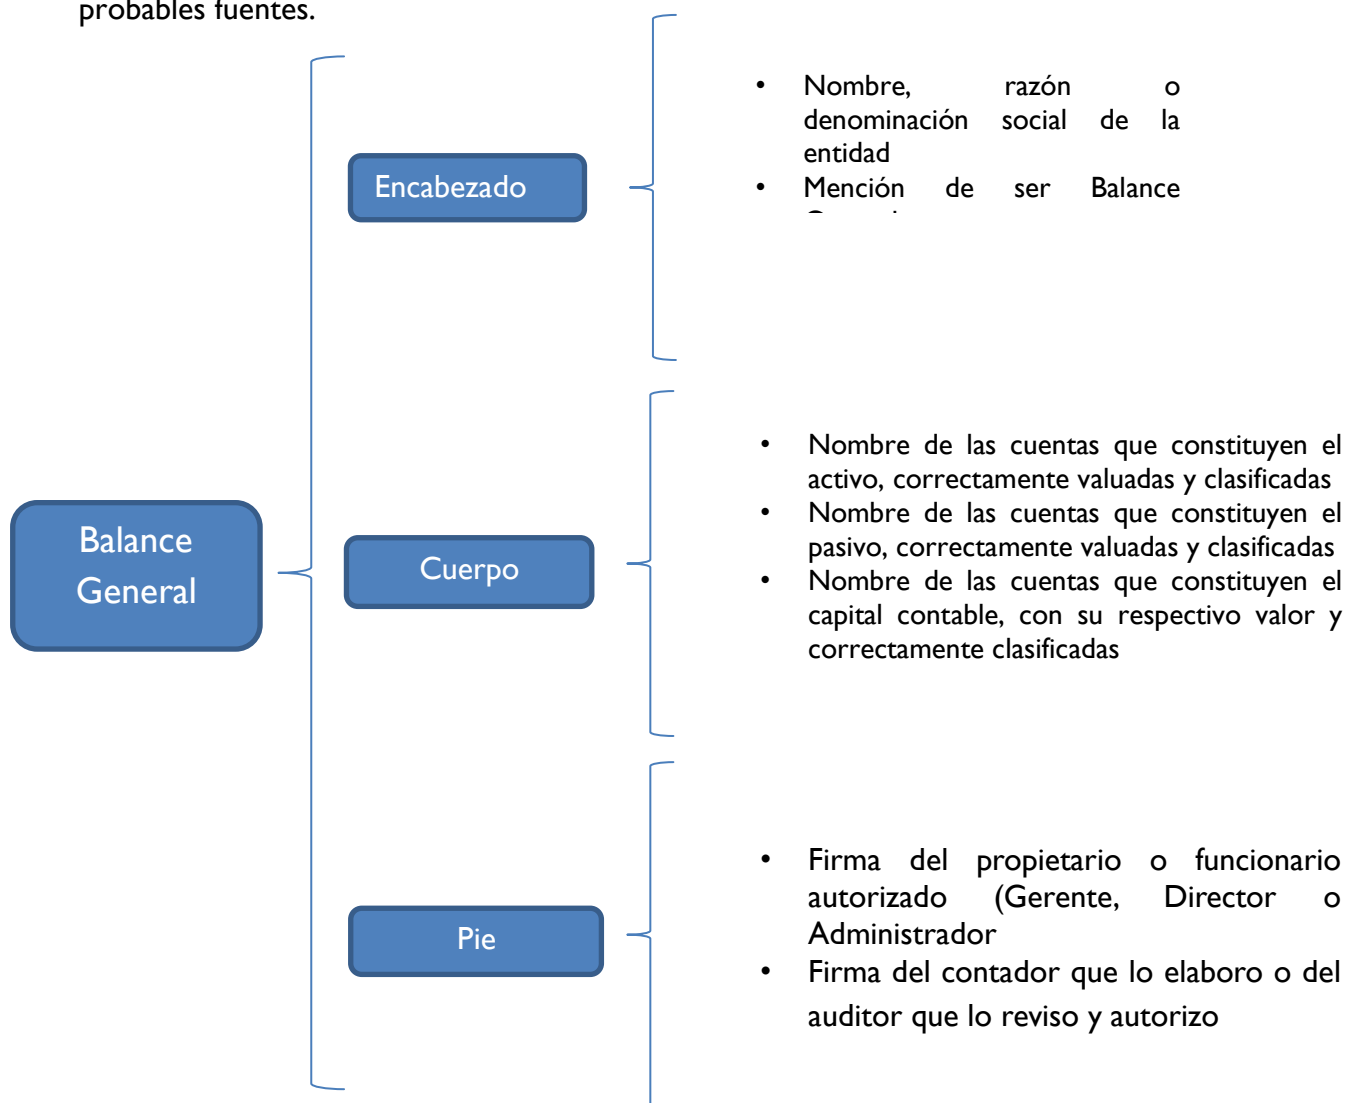 probables fuentes.
• Nombre, razón o
denominación social de la
entidad
• Mención de ser Balance
Encabezado
• Nombre de las cuentas que constituyen el
activo, correctamente valuadas y clasificadas
• Nombre de las cuentas que constituyen el
pasivo, correctamente valuadas y clasificadas
• Nombre de las cuentas que constituyen el
capital contable, con su respectivo valor y
correctamente clasificadas
Balance
General
Cuerpo
• Firma del propietario o funcionario
autorizado (Gerente, Director o
Administrador
• Firma del contador que lo elaboro o del
auditor que lo reviso y autorizo
Pie